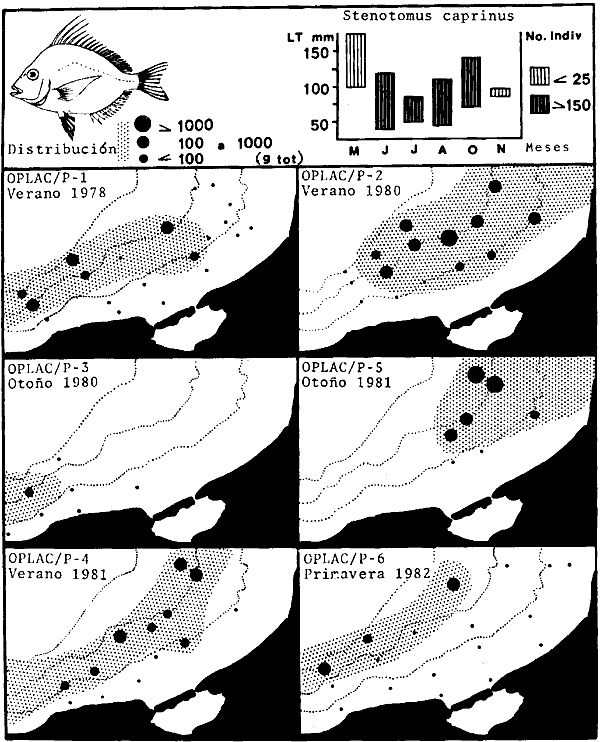 Stenotomus caprinus
LT mm
150
100
50
M J J A O N
Meses
No. Indiv
≤ 25
>150
Distribución
≥ 1000
100 a 1000
≤ 100 (g tot)
OPLAC/P-1
Verano 1978
OPLAC/P-2
Verano 1980
OPLAC/P-3
Otoño 1980
OPLAC/P-5
Otoño 1981
OPLAC/P-4
Verano 1981
OPLAC/P-6
Primavera 1982